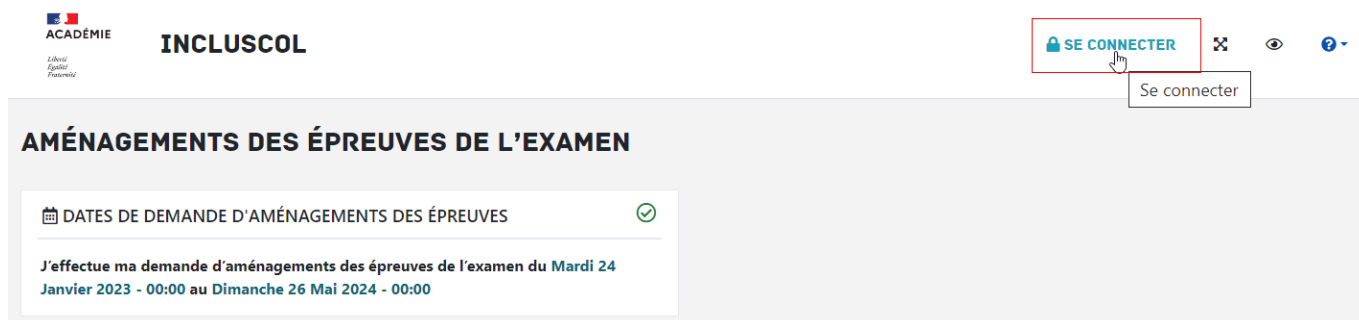 ACADÉMIE
Liberté
Égalité
Fraternité
INCLUSCOL
SE CONNECTER
Se connecter
AMÉNAGEMENTS DES ÉPREUVES DE L’EXAMEN
DATES DE DEMANDE D'AMÉNAGEMENTS DES ÉPREUVES
J’effectue ma demande d’aménagements des épreuves de l’examen du Mardi 24
Janvier 2023 - 00:00 au Dimanche 26 Mai 2024 - 00:00